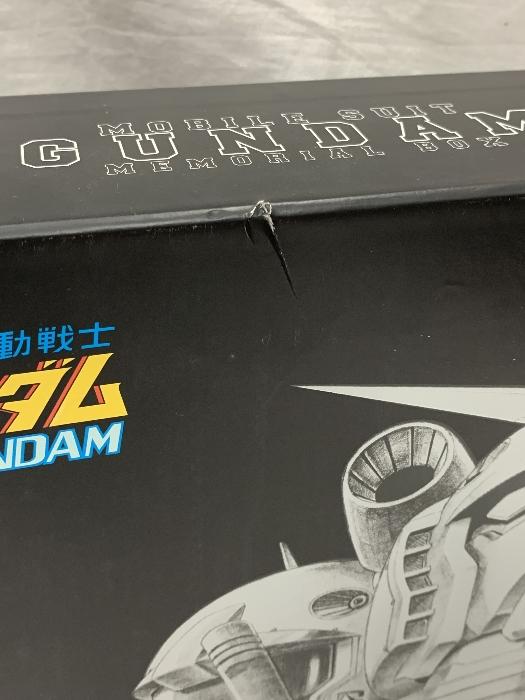 MOBILE SUIT
GUNDAM
MEMORIAL BOX
動戦士
ダム
NDAM